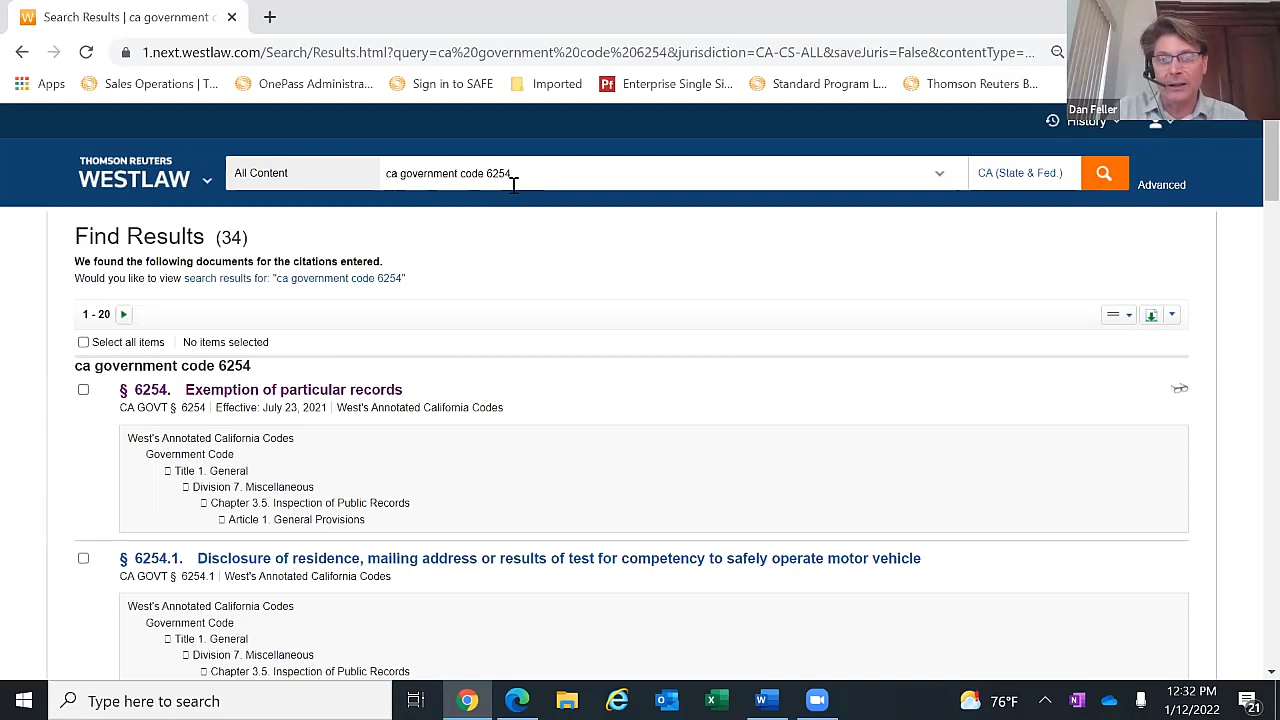 Search Results | ca government c
1.next.westlaw.com/Search/Results.html?query=ca%20government%20code%206254&jurisdiction=CA-CS-ALL&saveJuris=False&contentType=...
Apps Sales Operations | T... OnePass Administra... Sign in to SAFE Imported Enterprise Single S... Standard Program L... Thomson Reuters B...
Dan Feller
History
THOMSON REUTERS
WESTLAW
All Content ca government code 6254 CA (State & Fed.) Advanced
Find Results (34)
We found the following documents for the citations entered.
Would you like to view search results for: "ca government code 6254"
1 - 20
Select all items No items selected
ca government code 6254
§ 6254. Exemption of particular records
CA GOVT § 6254 Effective: July 23, 2021 West's Annotated California Codes
West's Annotated California Codes
Government Code
Title 1. General
Division 7. Miscellaneous
Chapter 3.5. Inspection of Public Records
Article 1. General Provisions
§ 6254.1. Disclosure of residence, mailing address or results of test for competency to safely operate motor vehicle
CA GOVT § 6254.1 West's Annotated California Codes
West's Annotated California Codes
Government Code
Title 1. General
Division 7. Miscellaneous
Chapter 3.5. Inspection of Public Records
Type here to search
76°F
12:32 PM
1/12/2022
21